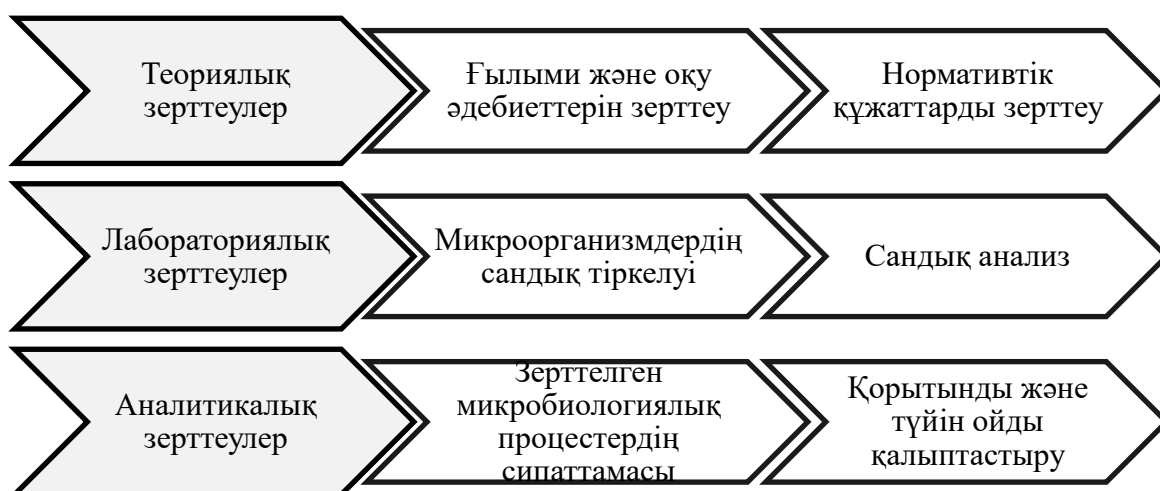 Теориялық
зерттеулер
Ғылыми және оқу
әдебиеттерін зерттеу
Нормативтік
құжаттарды зерттеу
Лабораториялық
зерттеулер
Микроорганизмдердің
сандық тіркелуі
Сандық анализ
Аналитикалық
зерттеулер
Зерттелген
микробиологиялық
процестердің
сипаттамасы
Қорытынды және
түйін ойды
қалыптастыру